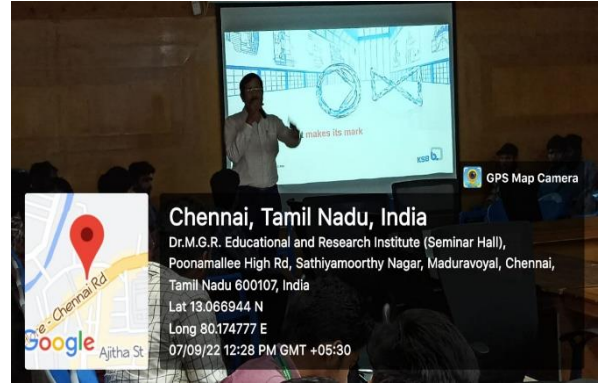 t makes its mark
KSB
GPS Map Camera
Chennai, Tamil Nadu, India
Dr.M.G.R. Educational and Research Institute (Seminar Hall),
Poonamallee High Rd, Sathiyamoorthy Nagar, Maduravoyal, Chennai,
Tamil Nadu 600107, India
Lat 13.066944 N
Long 80.174777 E
07/09/22 12:28 PM GMT +05:30
e - Chennai Rd
Google
Ajitha St